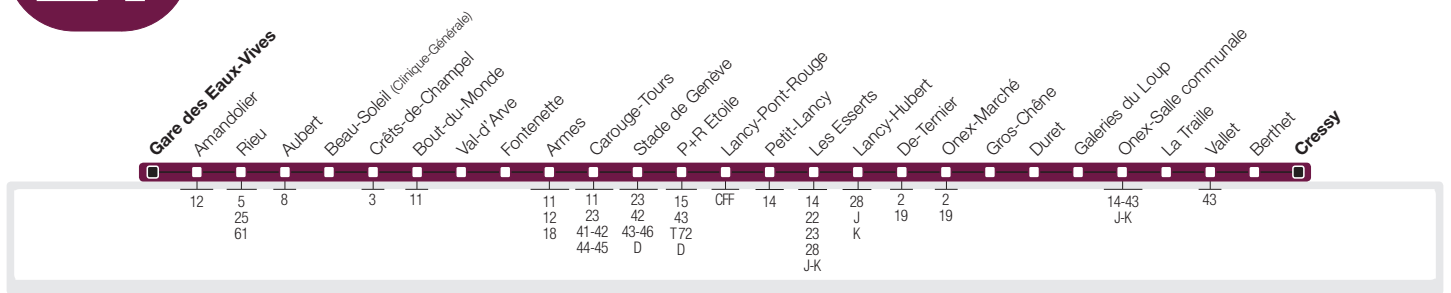 Gare des Eaux-Vives
Amandolier
Rieu
Aubert
Beau-Soleil (Clinique-Générale)
Crêts-de-Champel
Bout-du-Monde
Val-d'Arve
Fontenette
Armes
Carouge-Tours
Stade de Genève
P+R Etoile
Lancy-Pont-Rouge
Petit-Lancy
Les Esserts
Lancy-Hubert
De-Ternier
Onex-Marché
Gros-Chêne
Duret
Galeries du Loup
Onex-Salle communale
La Traille
Vallet
Berthet
Cressy
12
5
25
61
8
3
11
11
12
18
11
23
41-42
44-45
23
42
43-46
D
15
43
T72
D
CFF
14
14
22
23
28
J-K
28
J
K
2
19
2
19
14-43
J-K
43